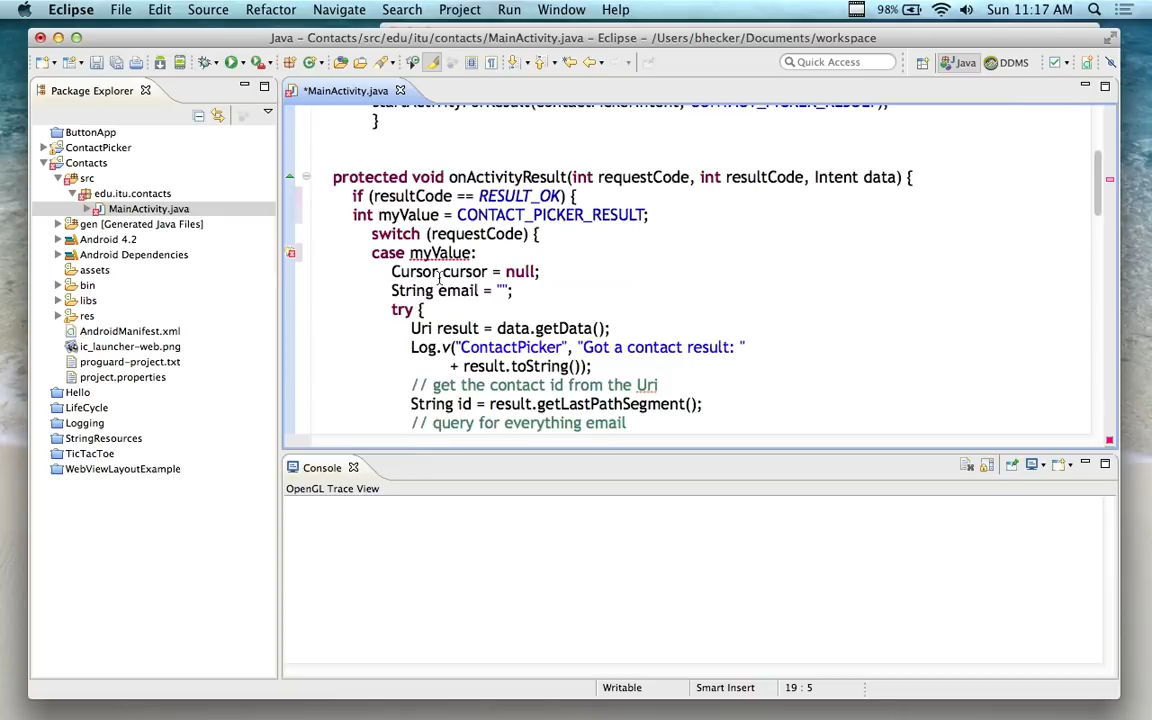 Eclipse File Edit Source Refactor Navigate Search Project Run Window Help 98% Sun 11:17 AM
Java - Contacts/src/edu/itu/contacts/MainActivity.java - Eclipse - /Users/bhecker/Documents/workspace
Quick Access Java DDMS
Package Explorer
*MainActivity.java
ButtonApp
ContactPicker
Contacts
src
edu.itu.contacts
MainActivity.java
gen [Generated Java Files]
Android 4.2
Android Dependencies
assets
bin
libs
res
AndroidManifest.xml
ic_launcher-web.png
proguard-project.txt
project.properties
Hello
LifeCycle
Logging
StringResources
TicTacToe
WebViewLayoutExample
startActivityForResult(contactPickerIntent, CONTACT_PICKER_RESULT);
}
protected void onActivityResult(int requestCode, int resultCode, Intent data) {
if (resultCode == RESULT_OK) {
int myValue = CONTACT_PICKER_RESULT;
switch (requestCode) {
case myValue:
Cursor cursor = null;
String email = "";
try {
Uri result = data.getData();
Log.v("ContactPicker", "Got a contact result: "
+ result.toString());
// get the contact id from the Uri
String id = result.getLastPathSegment();
// query for everything email
Console
OpenGL Trace View
Writable Smart Insert 19 : 5